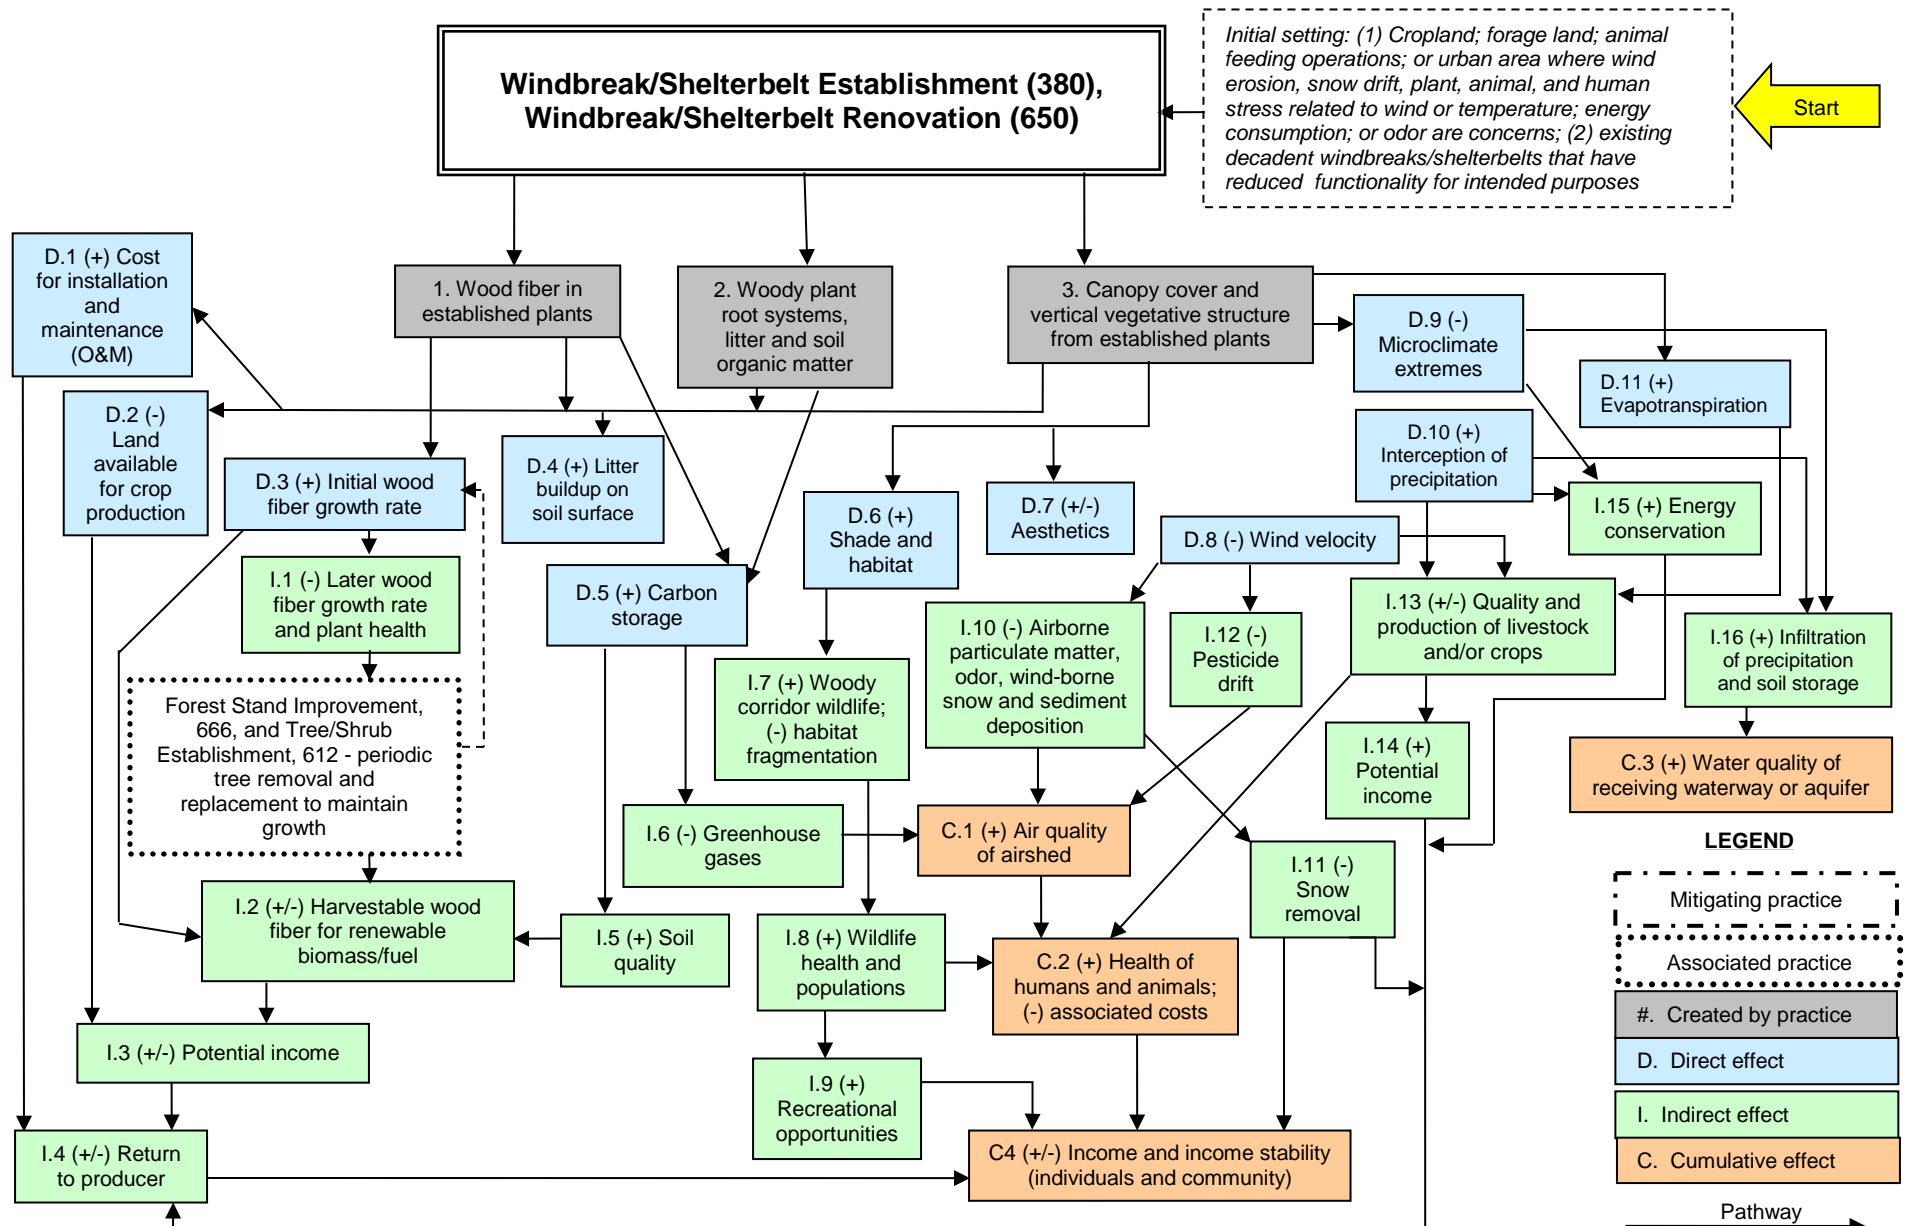 Windbreak/Shelterbelt Establishment (380),
Windbreak/Shelterbelt Renovation (650)
Initial setting: (1) Cropland; forage land; animal
feeding operations; or urban area where wind
erosion, snow drift, plant, animal, and human
stress related to wind or temperature; energy
consumption; or odor are concerns; (2) existing
decadent windbreaks/shelterbelts that have
reduced functionality for intended purposes
Start
D.1 (+) Cost
for installation
and
maintenance
(O&M)
1. Wood fiber in
established plants
2. Woody plant
root systems,
litter and soil
organic matter
3. Canopy cover and
vertical vegetative structure
from established plants
D.9 (-)
Microclimate
extremes
D.11 (+)
Evapotranspiration
D.2 (-)
Land
available
for crop
production
D.3 (+) Initial wood
fiber growth rate
D.4 (+) Litter
buildup on
soil surface
D.6 (+)
Shade and
habitat
D.7 (+/-)
Aesthetics
D.10 (+)
Interception of
precipitation
I.15 (+) Energy
conservation
D.8 (-) Wind velocity
I.1 (-) Later wood
fiber growth rate
and plant health
D.5 (+) Carbon
storage
I.10 (-) Airborne
particulate matter,
odor, wind-borne
snow and sediment
deposition
I.12 (-)
Pesticide
drift
I.13 (+/-) Quality and
production of livestock
and/or crops
I.16 (+) Infiltration
of precipitation
and soil storage
Forest Stand Improvement,
666, and Tree/Shrub
Establishment, 612 - periodic
tree removal and
replacement to maintain
growth
I.7 (+) Woody
corridor wildlife;
(-) habitat
fragmentation
I.14 (+)
Potential
income
C.3 (+) Water quality of
receiving waterway or aquifer
I.6 (-) Greenhouse
gases
C.1 (+) Air quality
of airshed
I.11 (-)
Snow
removal
I.2 (+/-) Harvestable wood
fiber for renewable
biomass/fuel
I.5 (+) Soil
quality
I.8 (+) Wildlife
health and
populations
C.2 (+) Health of
humans and animals;
(-) associated costs
I.3 (+/-) Potential income
I.9 (+)
Recreational
opportunities
I.4 (+/-) Return
to producer
C4 (+/-) Income and income stability
(individuals and community)
LEGEND
Mitigating practice
Associated practice
#. Created by practice
D. Direct effect
I. Indirect effect
C. Cumulative effect
Pathway